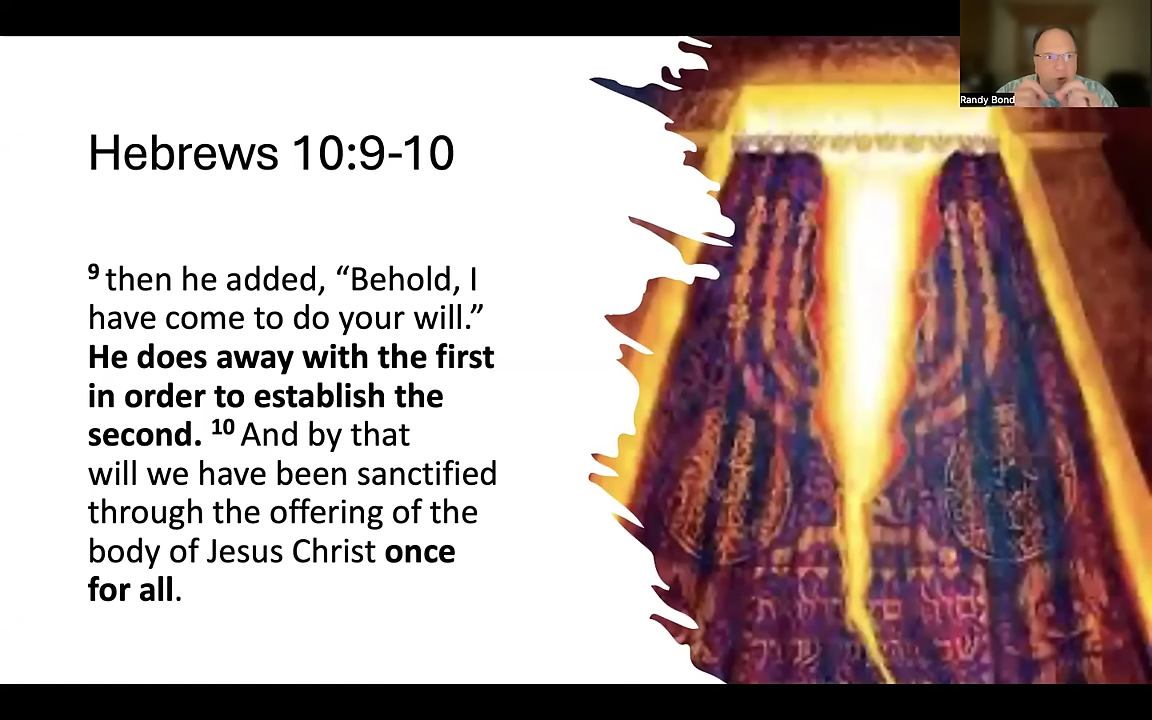 Randy Bond
Hebrews 10:9-10
9 then he added, “Behold, I
have come to do your will.”
He does away with the first
in order to establish the
second. 10 And by that
will we have been sanctified
through the offering of the
body of Jesus Christ once
for all.